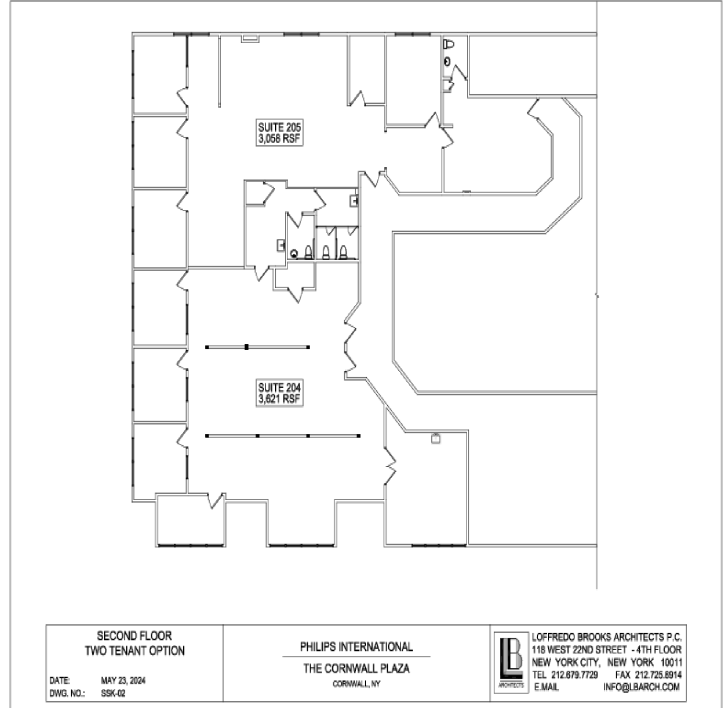 SUITE 205
3,058 RSF
SUITE 204
3,621 RSF
SECOND FLOOR
TWO TENANT OPTION
DATE: MAY 23, 2024
DWG. NO.: SSK-02
PHILIPS INTERNATIONAL
THE CORNWALL PLAZA
CORNWALL, NY
LB
ARCHITECTS
LOFFREDO BROOKS ARCHITECTS P.C.
118 WEST 22ND STREET - 4TH FLOOR
NEW YORK CITY, NEW YORK 10011
TEL 212.679.7729 FAX 212.725.6914
E.MAIL INFO@LBARCH.COM